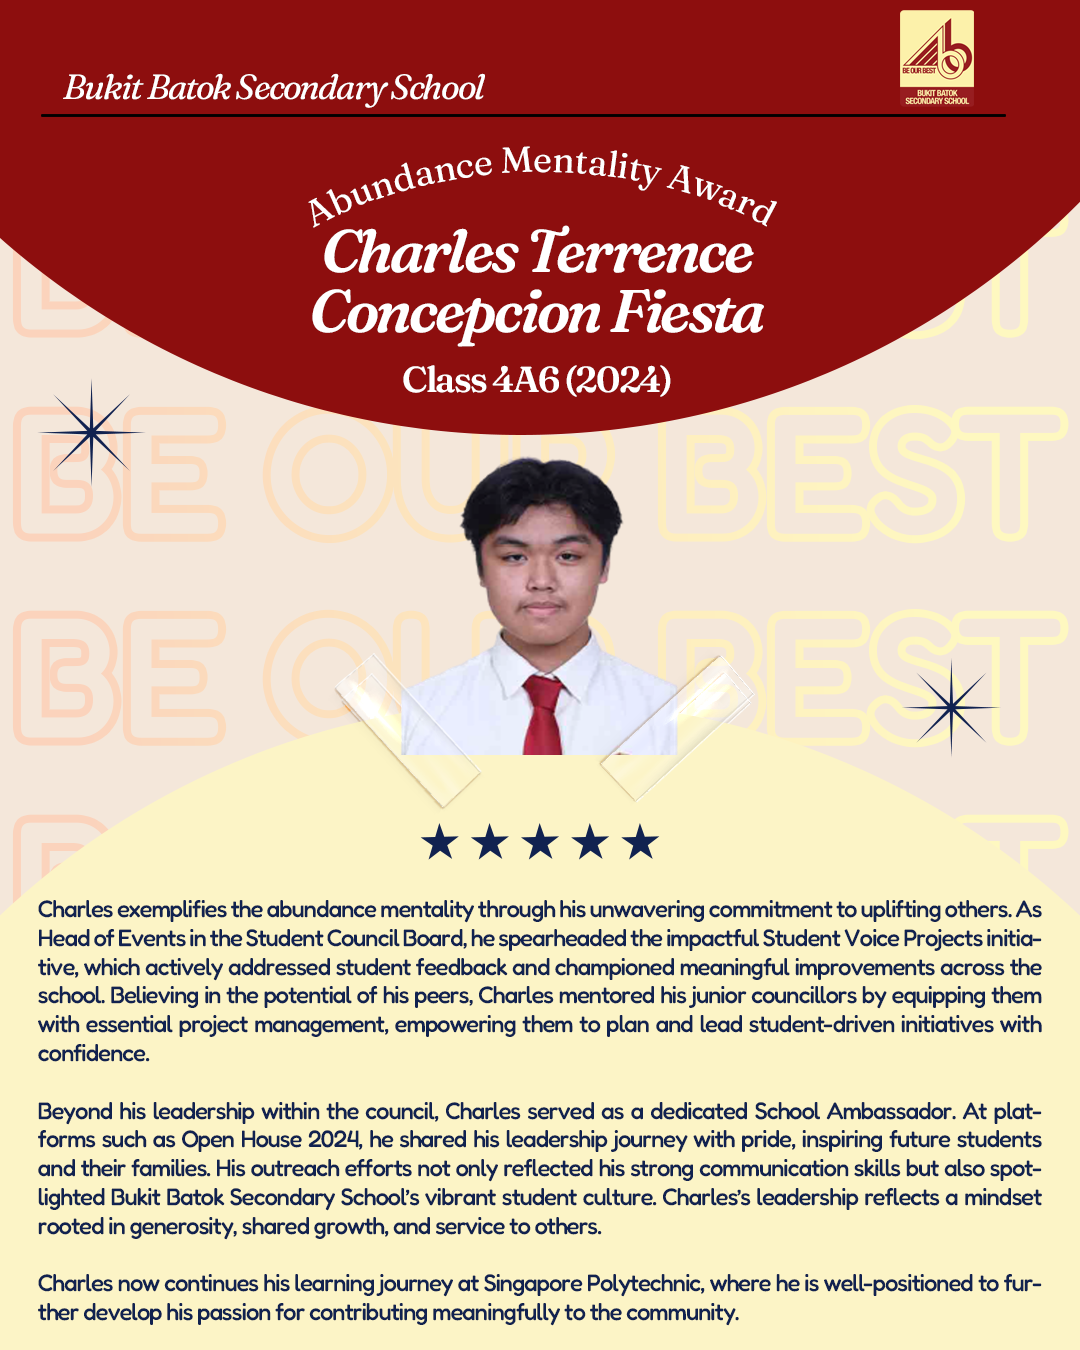 Bukit Batok Secondary School
BE OUR BEST
BUKIT BATOK
SECONDARY SCHOOL
Abundance Mentality Award
Charles Terrence
Concepcion Fiesta
Class 4A6 (2024)
BE OUR BEST
BE OUR BEST
Charles exemplifies the abundance mentality through his unwavering commitment to uplifting others. As
Head of Events in the Student Council Board, he spearheaded the impactful Student Voice Projects initia-
tive, which actively addressed student feedback and championed meaningful improvements across the
school. Believing in the potential of his peers, Charles mentored his junior councillors by equipping them
with essential project management, empowering them to plan and lead student-driven initiatives with
confidence.
Beyond his leadership within the council, Charles served as a dedicated School Ambassador. At plat-
forms such as Open House 2024, he shared his leadership journey with pride, inspiring future students
and their families. His outreach efforts not only reflected his strong communication skills but also spot-
lighted Bukit Batok Secondary School’s vibrant student culture. Charles’s leadership reflects a mindset
rooted in generosity, shared growth, and service to others.
Charles now continues his learning journey at Singapore Polytechnic, where he is well-positioned to fur-
ther develop his passion for contributing meaningfully to the community.